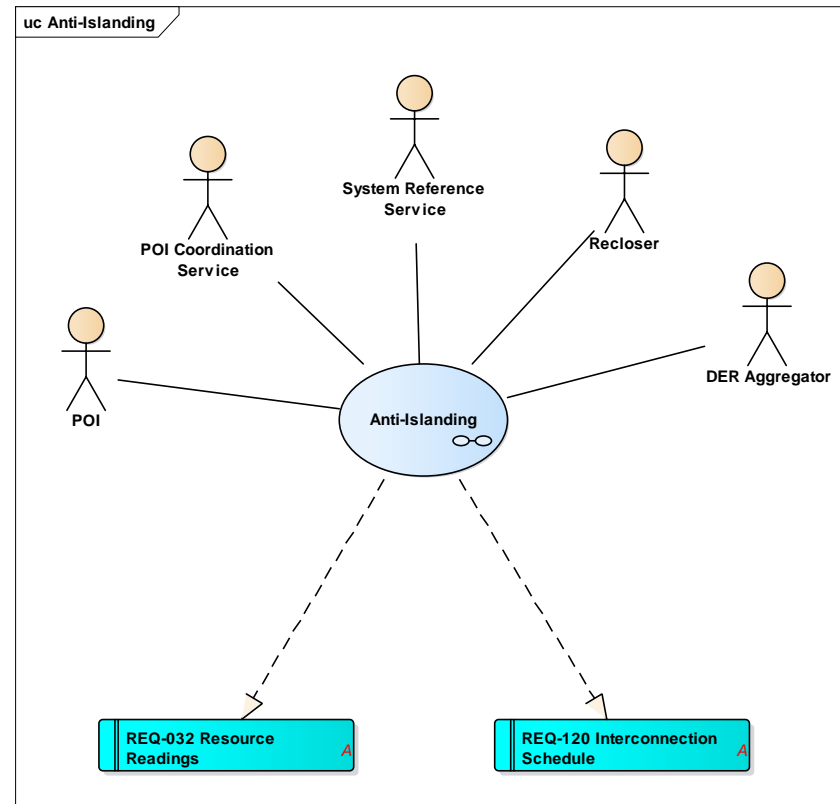 uc Anti-Islanding
System Reference
Service
Recloser
POI Coordination
Service
DER Aggregator
POI
Anti-Islanding
REQ-032 Resource
Readings
A
REQ-120 Interconnection
Schedule
A